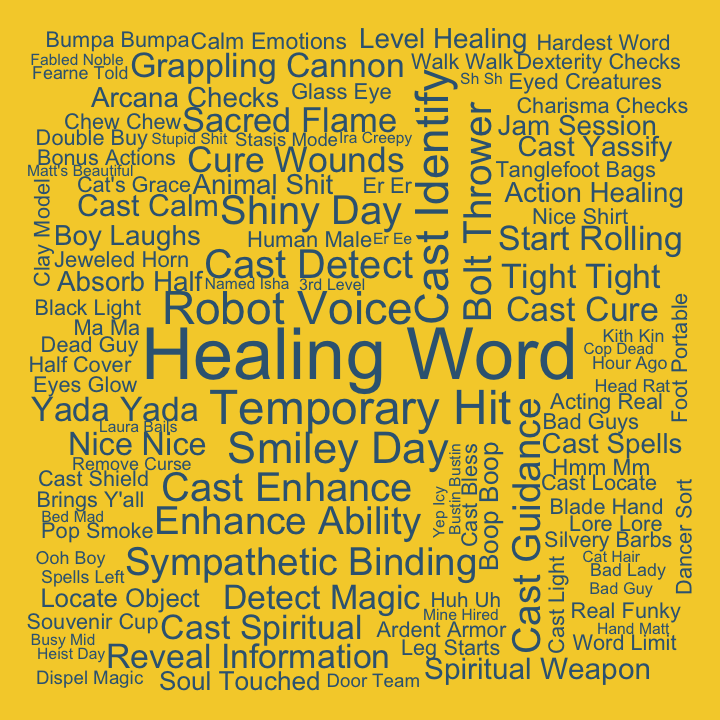 Bumpa Bumpa
Calm Emotions
Level Healing
Hardest Word
Fabled Noble
Fearne Told
Grappling Cannon
Walk Walk
Dexterity Checks
Sh Sh
Eyed Creatures
Arcana Checks
Glass Eye
Charisma Checks
Chew Chew
Sacred Flame
Jam Session
Double Buy
Stupid Shit
Stasis Mode
Ira Creepy
Cast Yassify
Bonus Actions
Cure Wounds
Cast Identify
Bolt Thrower
Matt's Beautiful
Tanglefoot Bags
Cat's Grace
Animal Shit
Er Er
Action Healing
Clay Model
Cast Calm
Shiny Day
Nice Shirt
Boy Laughs
Human Male
Er Ee
Start Rolling
Jeweled Horn
Cast Detect
Absorb Half
Named Isha
3rd Level
Tight Tight
Black Light
Robot Voice
Cast Cure
Ma Ma
Healing Word
Kith Kin
Foot Portable
Dead Guy
Cop Dead
Half Cover
Hour Ago
Eyes Glow
Head Rat
Yada Yada
Temporary Hit
Acting Real
Laura Bails
Bad Guys
Nice Nice
Smiley Day
Cast Spells
Remove Curse
Hmm Mm
Cast Shield
Cast Enhance
Yep Icy
Bustin Bustin
Cast Bless
Boop Boop
Cast Guidance
Cast Locate
Brings Y'all
Blade Hand
Bed Mad
Pop Smoke
Enhance Ability
Lore Lore
Silvery Barbs
Dancer Sort
Ooh Boy
Sympathetic Binding
Cat Hair
Spells Left
Bad Lady
Locate Object
Detect Magic
Huh Uh
Cast Light
Bad Guy
Mine Hired
Real Funky
Souvenir Cup
Cast Spiritual
Ardent Armor
Hand Matt
Busy Mid
Leg Starts
Word Limit
Heist Day
Reveal Information
Spiritual Weapon
Dispel Magic
Soul Touched
Door Team